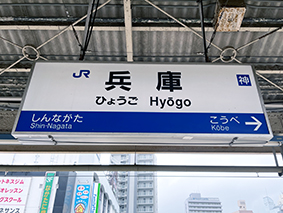 JR 兵庫 神
ひょうご Hyōgo
しんながた こうべ
Shin-Nagata Kōbe →